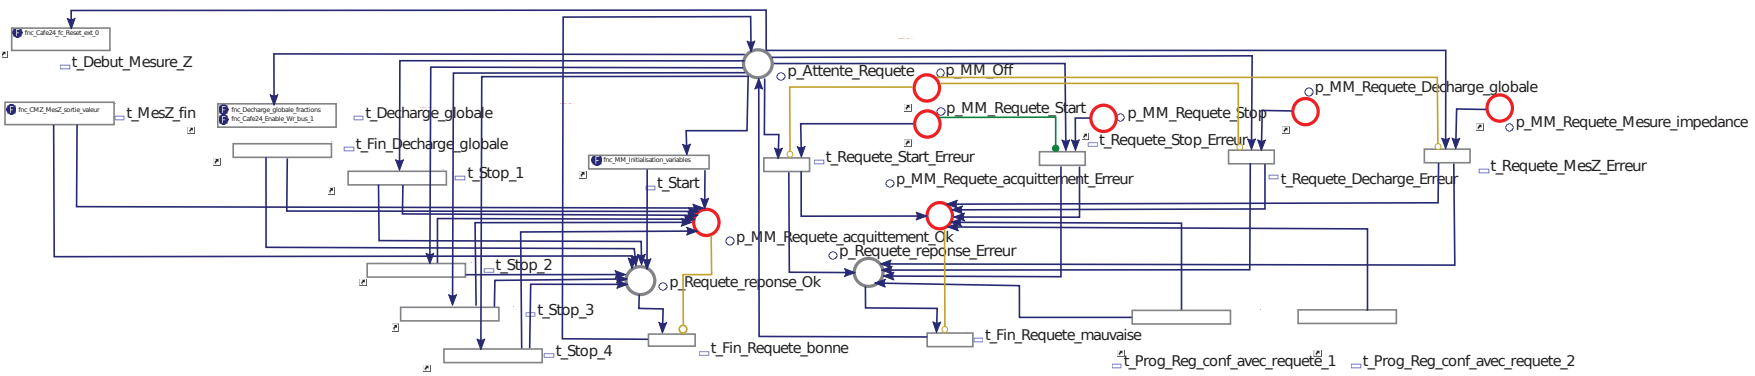 fnc_Cafe24_fc_Reset_ext_0
t_Debut_Mesure_Z
p_Attente_Requete
p_MM_Off
p_MM_Requete_Decharge_globale
fnc_CMZ_MesZ_sortie_valeur
t_MesZ_fin
fnc_Decharge_globale_fractions
fnc_Cafe24_Enable_Wr_bus_1
t_Decharge_globale
p_MM_Requete_Start
p_MM_Requete_Stop
p_MM_Requete_Mesure_impedance
t_Fin_Decharge_globale
t_Requete_Stop_Erreur
fnc_MM_Initialisation_variables
t_Requete_Start_Erreur
t_Requete_MesZ_Erreur
t_Stop_1
t_Start
p_MM_Requete_acquittement_Erreur
t_Requete_Decharge_Erreur
p_MM_Requete_acquittement_Ok
p_Requete_reponse_Erreur
t_Stop_2
p_Requete_reponse_Ok
t_Stop_3
t_Fin_Requete_mauvaise
t_Stop_4
t_Fin_Requete_bonne
t_Prog_Reg_conf_avec_requete_1
t_Prog_Reg_conf_avec_requete_2